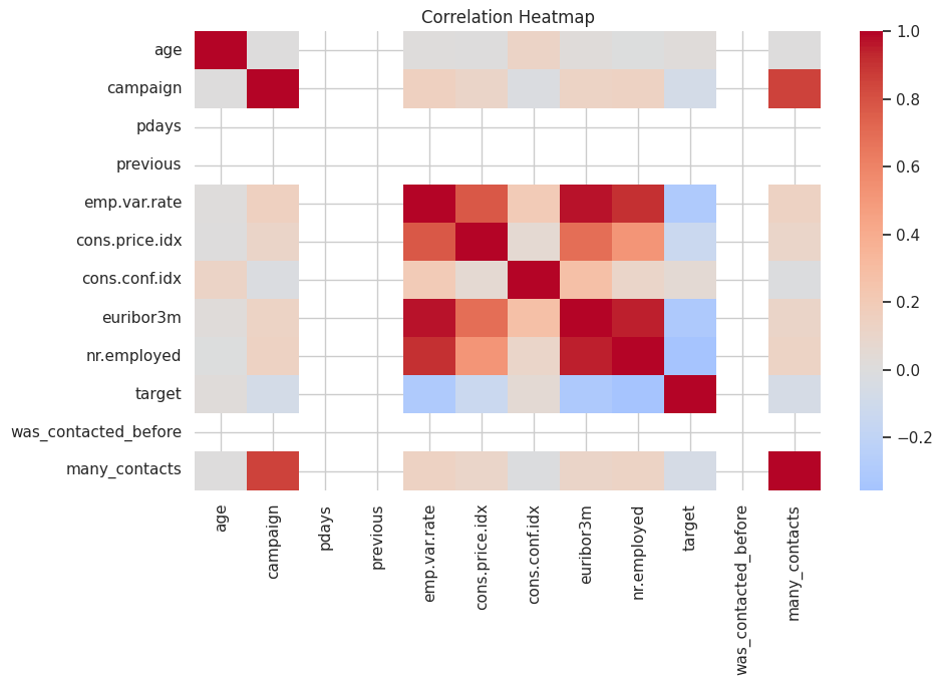 Correlation Heatmap
age
campaign
pdays
previous
emp.var.rate
cons.price.idx
cons.conf.idx
euribor3m
nr.employed
target
was_contacted_before
many_contacts
age
campaign
pdays
previous
emp.var.rate
cons.price.idx
cons.conf.idx
euribor3m
nr.employed
target
was_contacted_before
many_contacts
1.0
0.8
0.6
0.4
0.2
0.0
−0.2